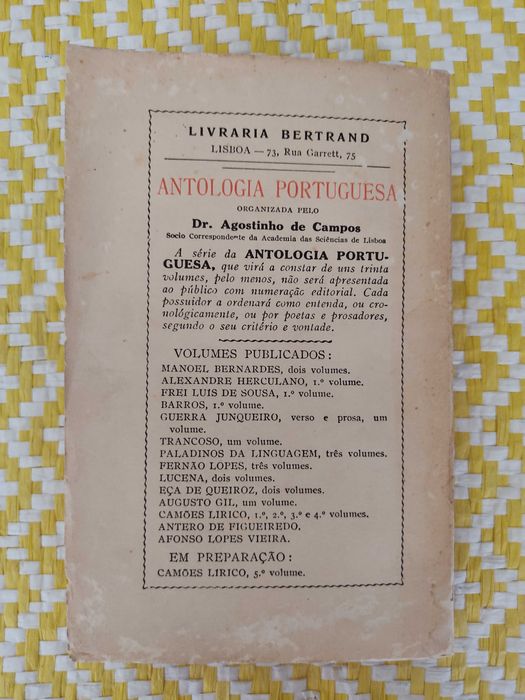 LIVRARIA BERTRAND
LISBOA — 73, Rua Garrett, 75
ANTOLOGIA PORTUGUESA
ORGANIZADA PELO
Dr. Agostinho de Campos
Socio Correspondente da Academia das Sciências de Lisboa
A série da ANTOLOGIA PORTU-
GUESA, que virá a constar de uns trinta
volumes, pelo menos, não será apresentada
ao público com numeração editorial. Cada
possuidor a ordenará como entenda, ou cro-
nológicamente, ou por poetas e prosadores,
segundo o seu critério e vontade.
VOLUMES PUBLICADOS:
MANOEL BERNARDES, dois volumes.
ALEXANDRE HERCULANO, 1.º volume.
FREI LUIS DE SOUSA, 1.º volume.
BARROS, 1.º volume.
GUERRA JUNQUEIRO, verso e prosa, um
volume.
TRANCOSO, um volume.
PALADINOS DA LINGUAGEM, três volumes.
FERNÃO LOPES, três volumes.
LUCENA, dois volumes.
EÇA DE QUEIROZ, dois volumes.
AUGUSTO GIL, um volume.
CAMÕES LIRICO, 1.º, 2.º, 3.º e 4.º volumes.
ANTERO DE FIGUEIREDO.
AFONSO LOPES VIEIRA.
EM PREPARAÇÃO:
CAMÕES LIRICO, 5.º volume.